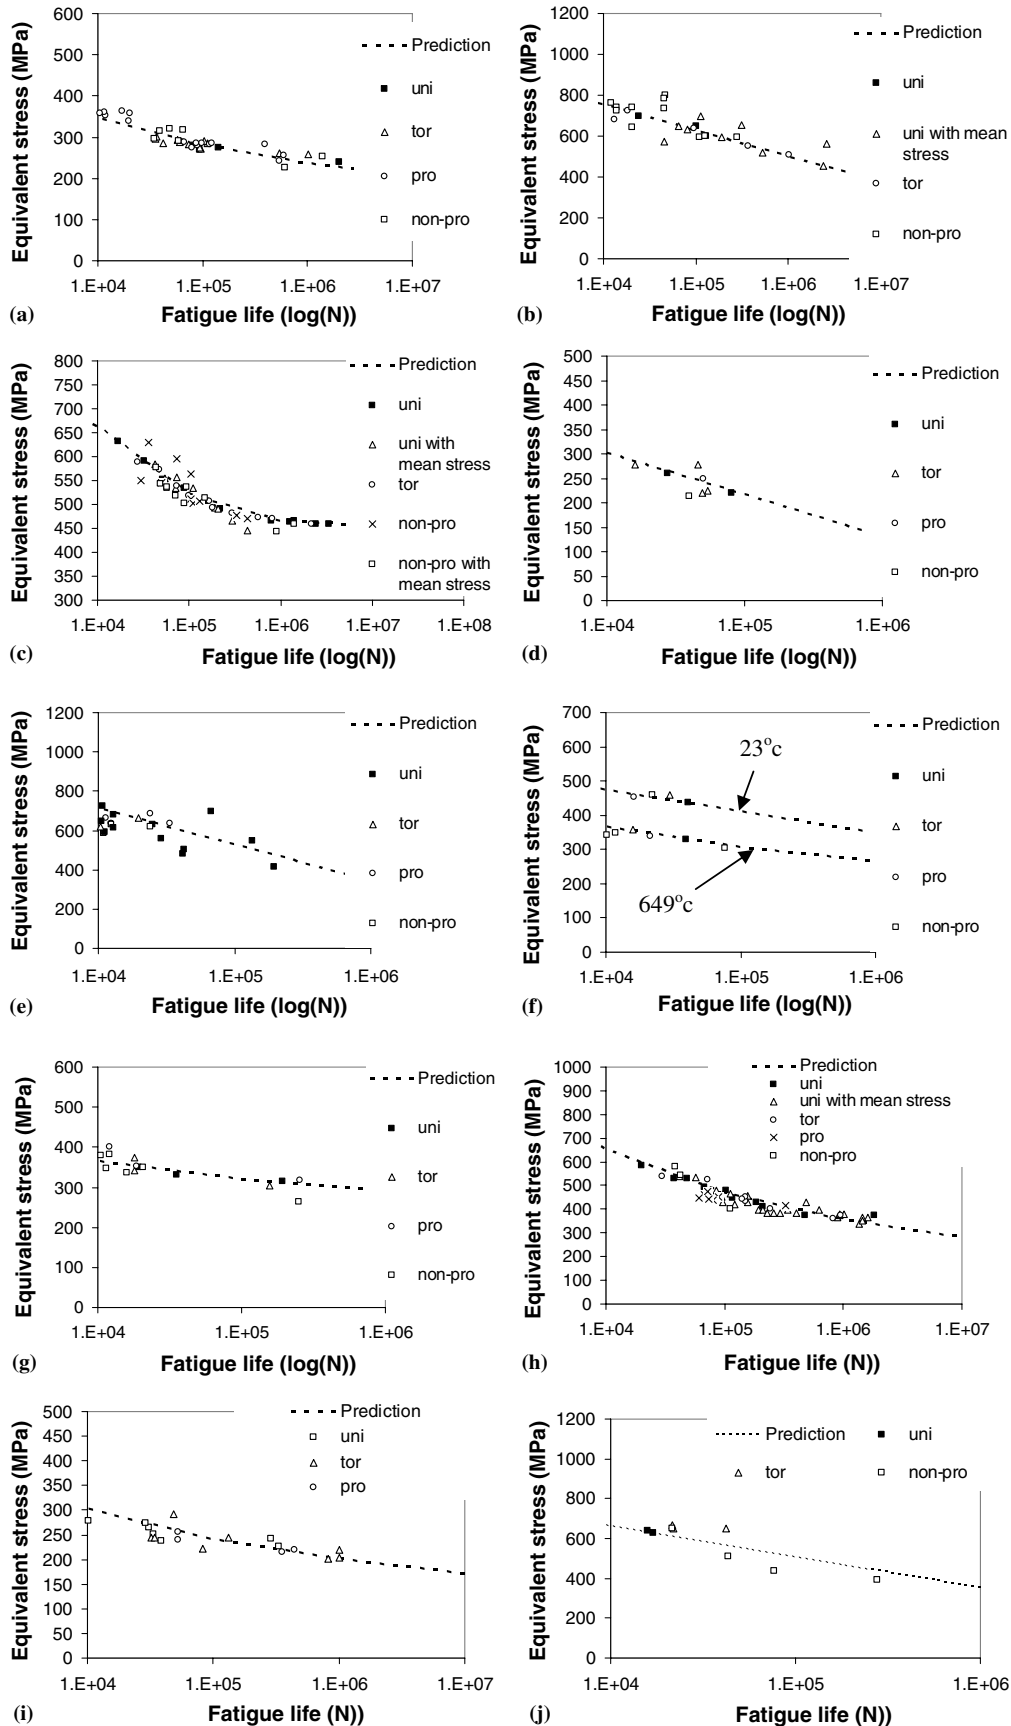 Equivalent stress (MPa)
600
500
400
300
200
100
0
1.E+04 1.E+05 1.E+06 1.E+07
Fatigue life (log(N))
Prediction
uni
tor
pro
non-pro
(a)
Equivalent stress (MPa)
1200
1000
800
600
400
200
0
1.E+04 1.E+05 1.E+06 1.E+07
Fatigue life (log(N))
Prediction
uni
uni with mean
stress
tor
non-pro
(b)
Equivalent stress (MPa)
800
750
700
650
600
550
500
450
400
350
300
1.E+04 1.E+05 1.E+06 1.E+07 1.E+08
Fatigue life (log(N))
Prediction
uni
uni with
mean stress
tor
non-pro
non-pro with
mean stress
(c)
Equivalent stress (MPa)
500
450
400
350
300
250
200
150
100
50
0
1.E+04 1.E+05 1.E+06
Fatigue life (log(N))
Prediction
uni
tor
pro
non-pro
(d)
Equivalent stress (MPa)
1200
1000
800
600
400
200
0
1.E+04 1.E+05 1.E+06
Fatigue life (log(N))
Prediction
uni
tor
pro
non-pro
(e)
Equivalent stress (MPa)
700
600
500
400
300
200
100
0
1.E+04 1.E+05 1.E+06
Fatigue life (log(N))
23°c
649°c
Prediction
uni
tor
pro
non-pro
(f)
Equivalent stress (MPa)
600
500
400
300
200
100
0
1.E+04 1.E+05 1.E+06
Fatigue life (log(N))
Prediction
uni
tor
pro
non-pro
(g)
Equivalent stress (MPa)
1000
900
800
700
600
500
400
300
200
100
0
1.E+04 1.E+05 1.E+06 1.E+07
Fatigue life (N))
Prediction
uni
uni with mean stress
tor
pro
non-pro
(h)
Equivalent stress (MPa)
500
450
400
350
300
250
200
150
100
50
0
1.E+04 1.E+05 1.E+06 1.E+07
Fatigue life (N))
Prediction
uni
tor
pro
(i)
Equivalent stress (MPa)
1200
1000
800
600
400
200
0
1.E+04 1.E+05 1.E+06
Fatigue life (N))
Prediction
uni
tor
non-pro
(j)